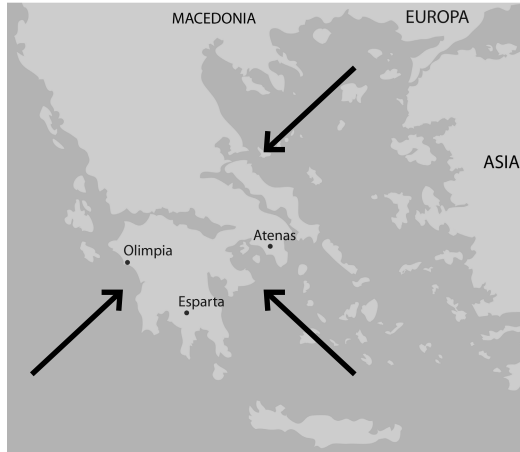 EUROPA
MACEDONIA
ASIA
Atenas
Olimpia
Esparta